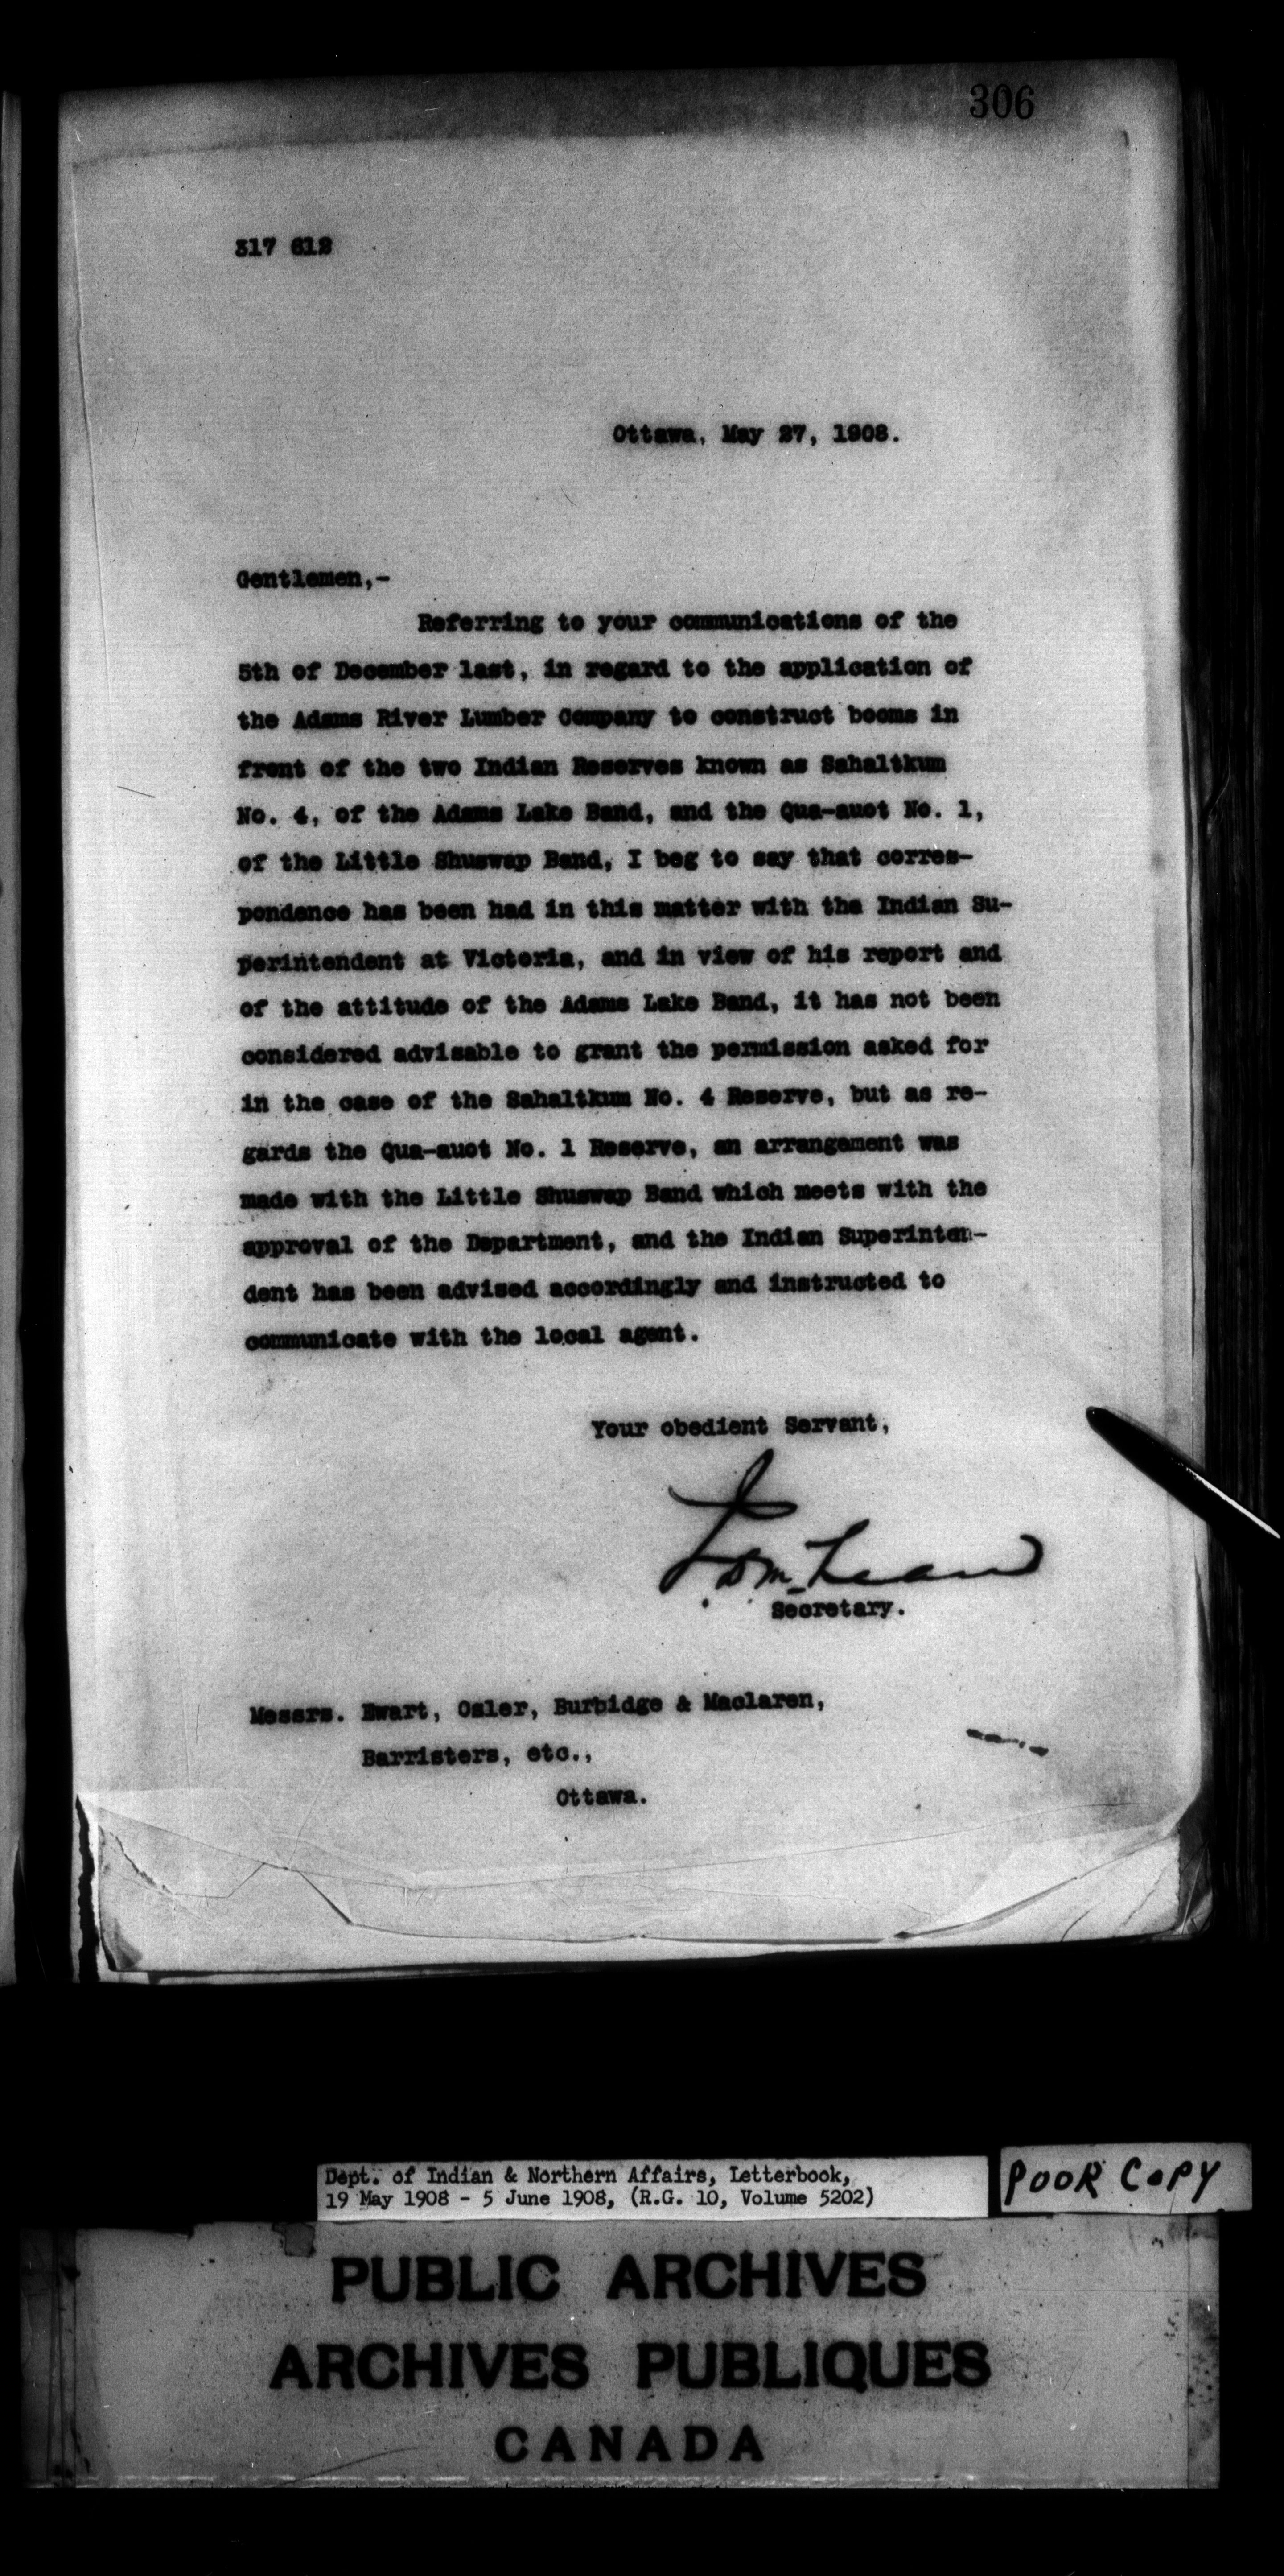 306
317 612
Ottawa, May 27, 1908.
Gentlemen,-
Referring to your communications of the
5th of December last, in regard to the application of
the Adams River Lumber Company to construct booms in
front of the two Indian Reserves known as Sahaltkum
No. 4, of the Adams Lake Band, and the Qua-auot No. 1,
of the Little Shuswap Band, I beg to say that corres-
pondence has been had in this matter with the Indian Su-
perintendent at Victoria, and in view of his report and
of the attitude of the Adams Lake Band, it has not been
considered advisable to grant the permission asked for
in the case of the Sahaltkum No. 4 Reserve, but as re-
gards the Qua-auot No. 1 Reserve, an arrangement was
made with the Little Shuswap Band which meets with the
approval of the Department, and the Indian Superinten-
dent has been advised accordingly and instructed to
communicate with the local agent.
Your obedient Servant,
Secretary.
Messrs. Ewart, Osler, Burbidge & Maclaren,
Barristers, etc.,
Ottawa.
Dept. of Indian & Northern Affairs, Letterbook,
19 May 1908 - 5 June 1908, (R.G. 10, Volume 5202)
POOR COPY
PUBLIC ARCHIVES
ARCHIVES PUBLIQUES
CANADA